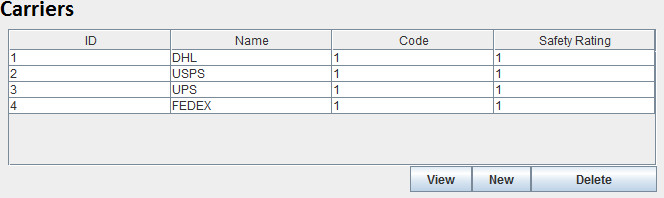 Carriers
ID Name Code Safety Rating
1 DHL 1 1
2 USPS 1 1
3 UPS 1 1
4 FEDEX 1 1
View New Delete